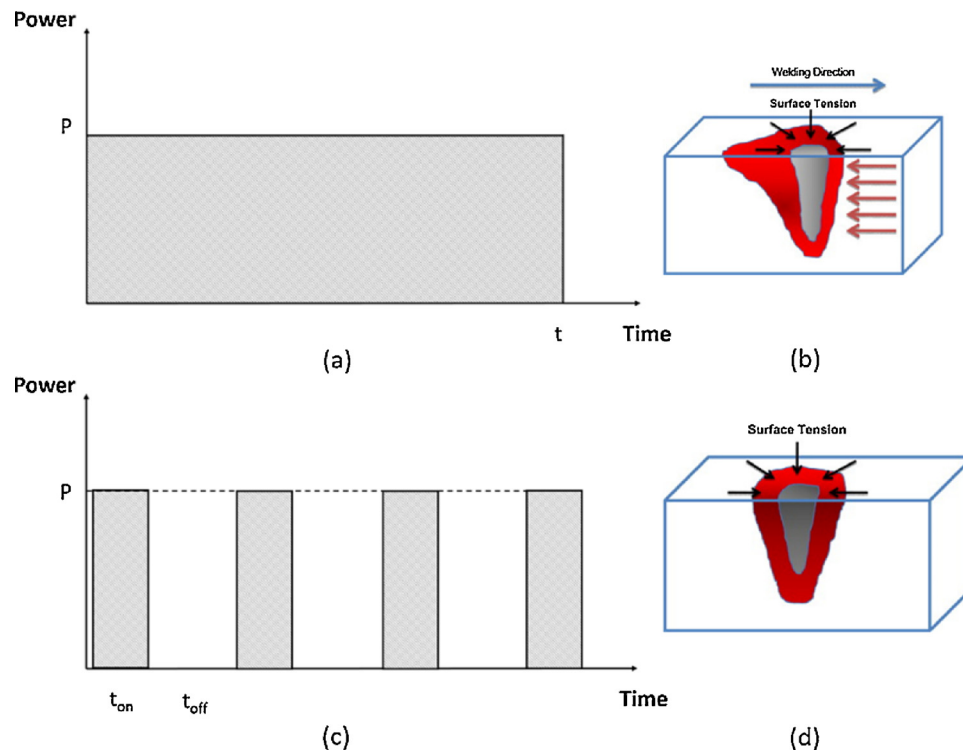 Power
P
t
Time
(a)
Welding Direction
Surface Tension
(b)
Power
P
t_on
t_off
Time
(c)
Surface Tension
(d)